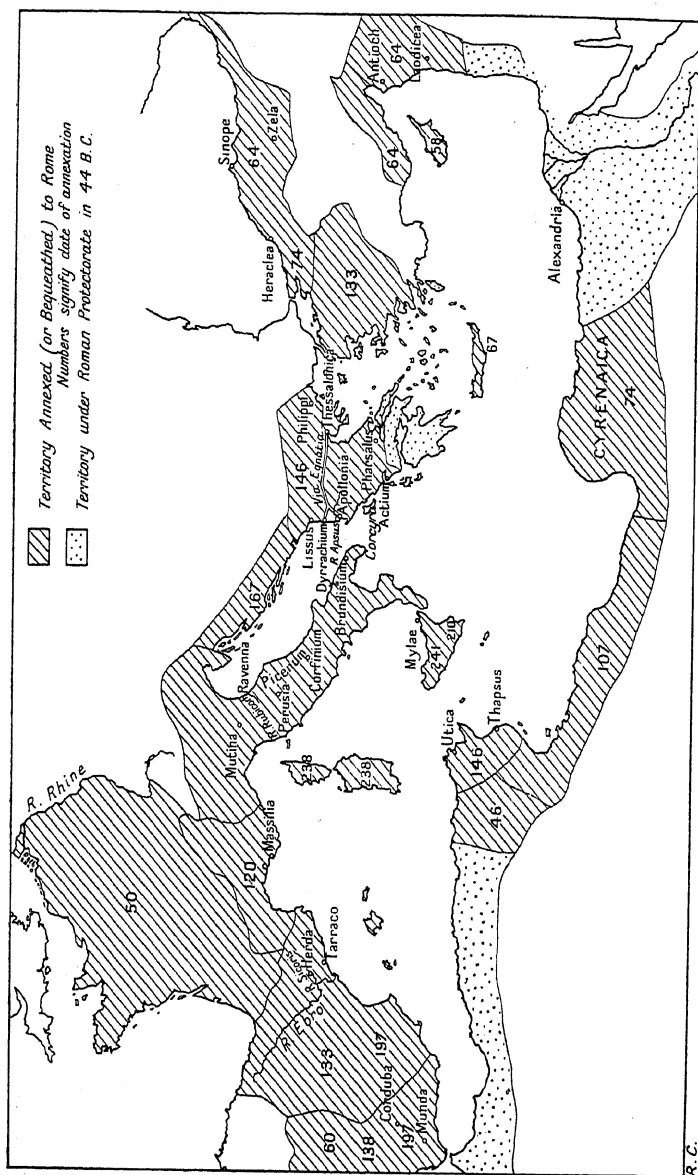 Territory Annexed (or Bequeathed) to Rome
Numbers signify date of annexation
Territory under Roman Protectorate in 44 B.C.
R. Rhine
50
120
Massilia
R. Sicoris
Ilerda
Tarraco
R. Ebro
133
197
60
138
Corduba
197
Munda
Mutina
Ravenna
R. Rubicon
Picenum
Perusia
Corfinium
Brundisium
238
238
Mylae
241
210
167
Lissus
Dyrrachium
R. Apsus
Corcyra
Actium
146
Philippi
Via Egnatia
Thessalonica
Apollonia
Pharsalus
Heraclea
74
133
Sinope
64
Zela
64
Antioch
64
Laodicea
58
67
Alexandria
CYRENAICA
74
107
Utica
Thapsus
146
46
R. C.